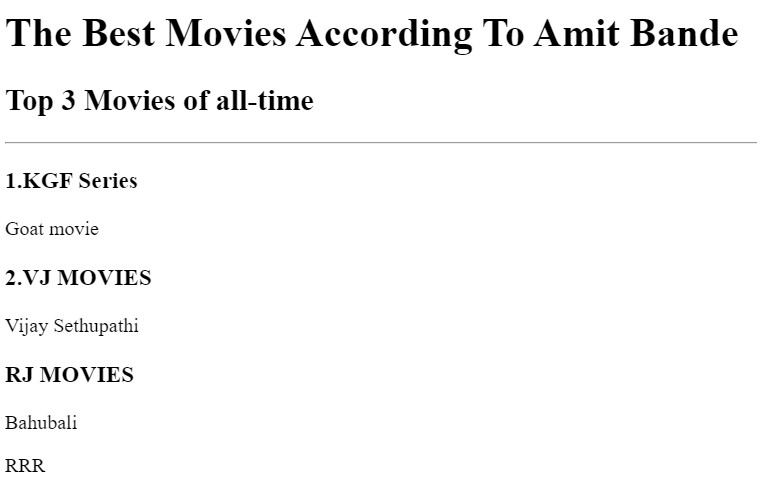 The Best Movies According To Amit Bande
Top 3 Movies of all-time
1.KGF Series
Goat movie
2.VJ MOVIES
Vijay Sethupathi
RJ MOVIES
Bahubali
RRR